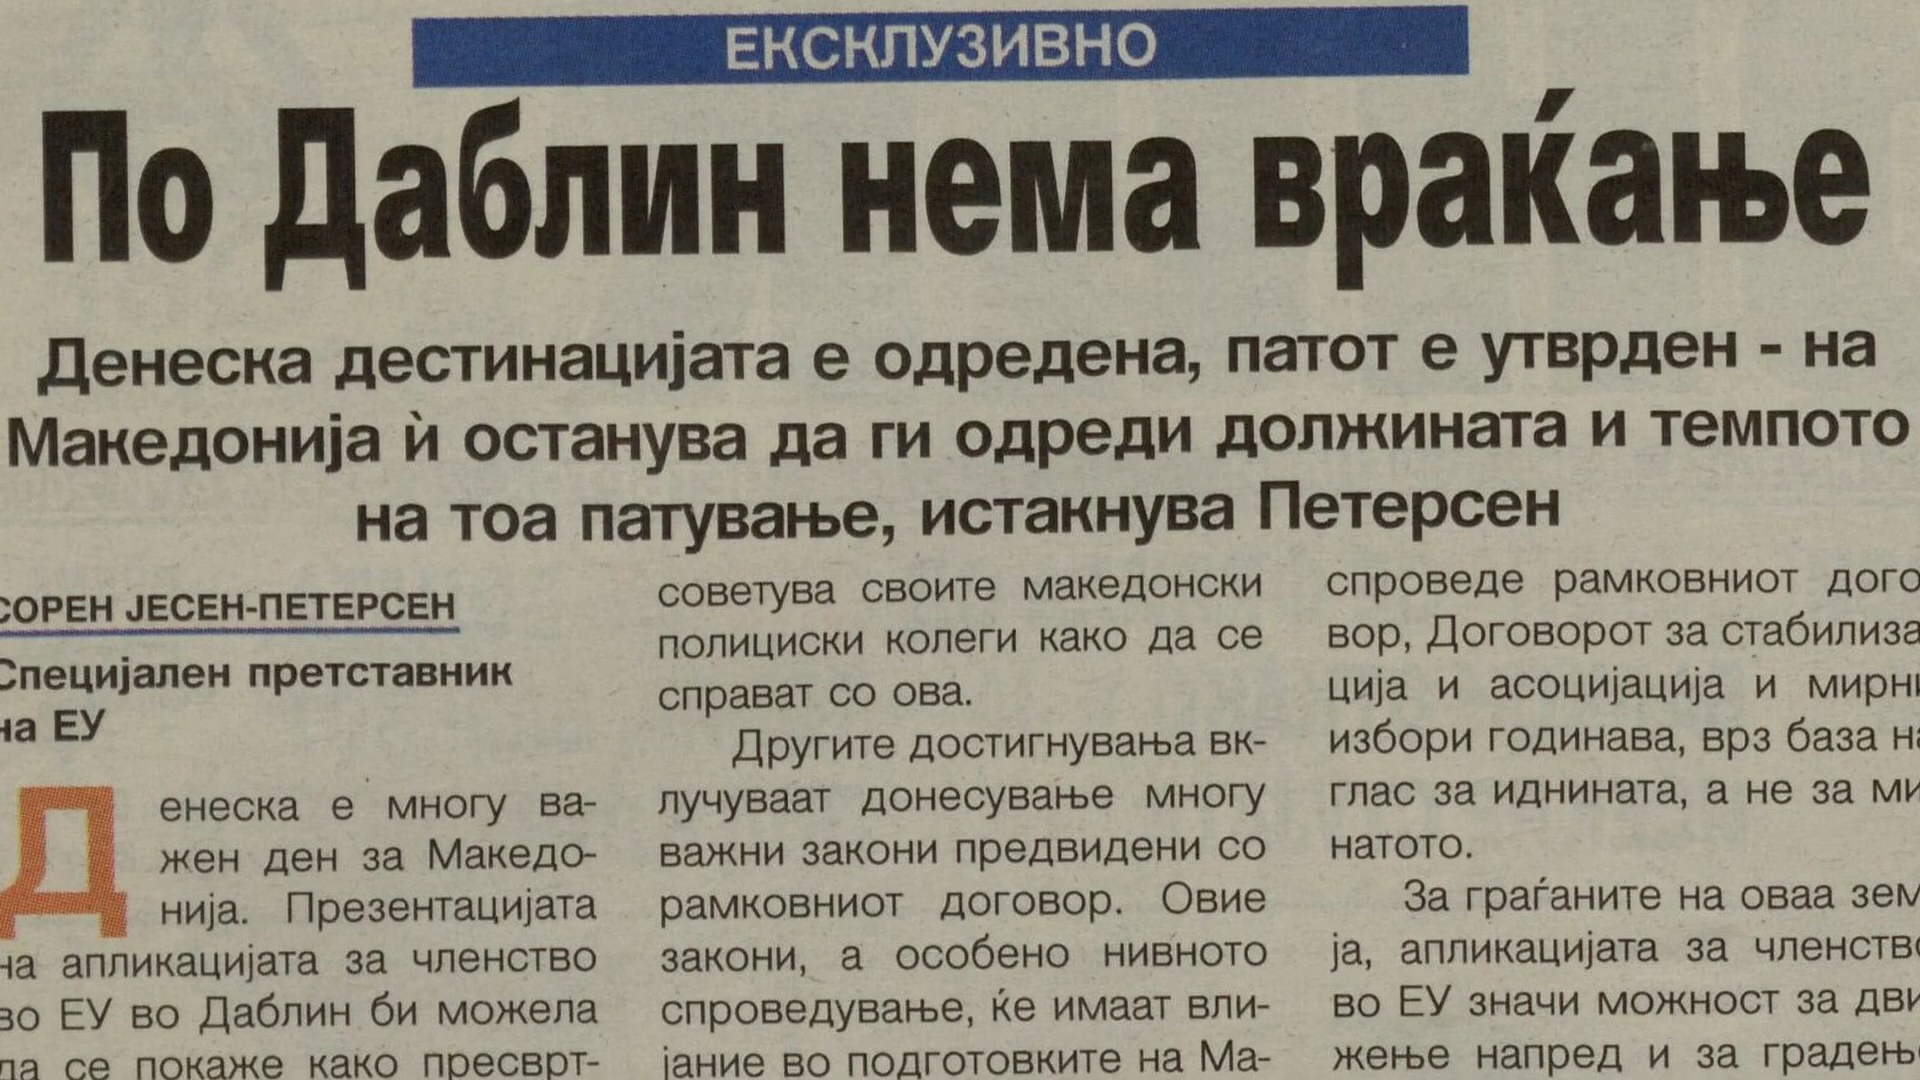 ЕКСКЛУЗИВНО
По Даблин нема враќање
Денеска дестинацијата е одредена, патот е утврден - на
Македонија ѝ останува да ги одреди должината и темпото
на тоа патување, истакнува Петерсен
СОРЕН ЈЕСЕН-ПЕТЕРСЕН
Специјален претставник
на ЕУ
Денеска е многу ва-
жен ден за Македо-
нија. Презентацијата
на апликацијата за членство
во ЕУ во Даблин би можела
да се покаже како пресврт-
советува своите македонски
полициски колеги како да се
справат со ова.
Другите достигнувања вк-
лучуваат донесување многу
важни закони предвидени со
рамковниот договор. Овие
закони, а особено нивното
спроведување, ќе имаат вли-
јание во подготовките на Ма-
спроведе рамковниот дого
вор, Договорот за стабилиза
ција и асоцијација и мирни
избори годинава, врз база на
глас за иднината, а не за ми
натото.
За граѓаните на оваа зем
ја, апликацијата за членство
во ЕУ значи можност за дви
жење напред и за градење